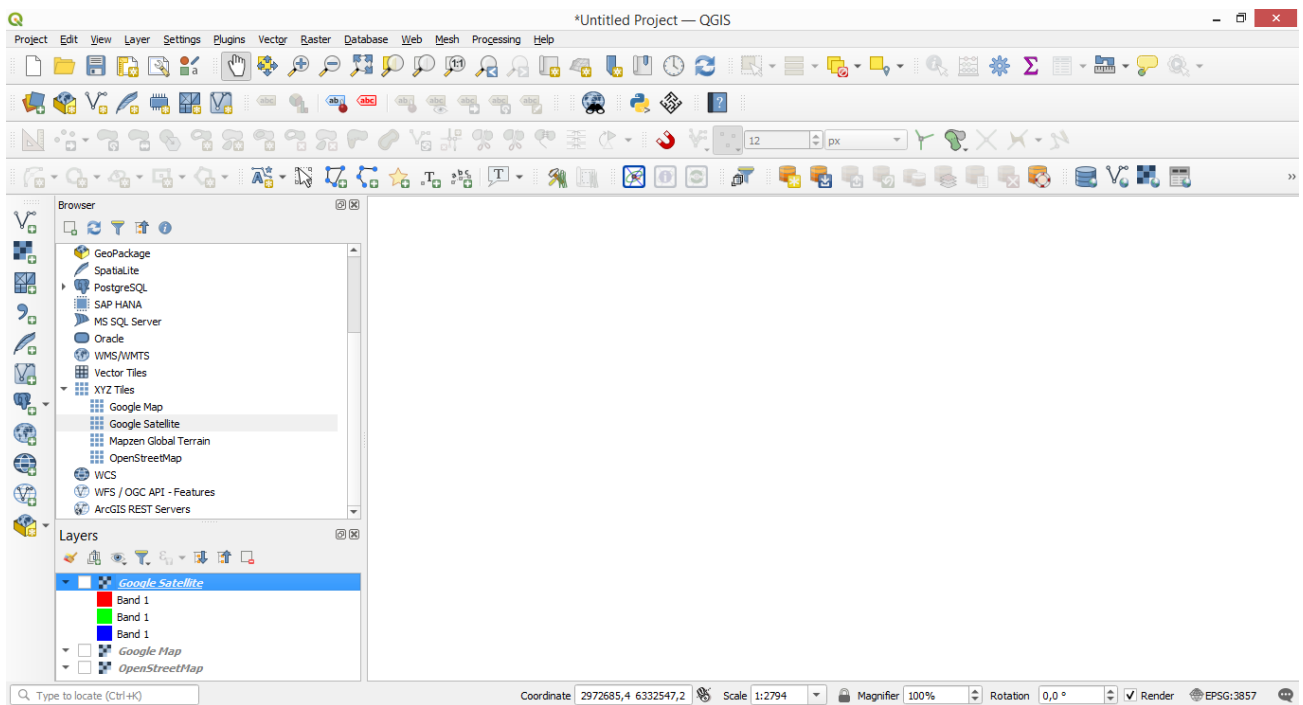 *Untitled Project — QGIS
Project Edit View Layer Settings Plugins Vector Raster Database Web Mesh Processing Help
12 px
Browser
GeoPackage
SpatiaLite
PostgreSQL
SAP HANA
MS SQL Server
Oracle
WMS/WMTS
Vector Tiles
XYZ Tiles
Google Map
Google Satellite
Mapzen Global Terrain
OpenStreetMap
WCS
WFS / OGC API - Features
ArcGIS REST Servers
Layers
Google Satellite
Band 1
Band 1
Band 1
Google Map
OpenStreetMap
Type to locate (Ctrl+K) Coordinate 2972685,4 6332547,2 Scale 1:2794 Magnifier 100% Rotation 0,0 ° Render EPSG:3857